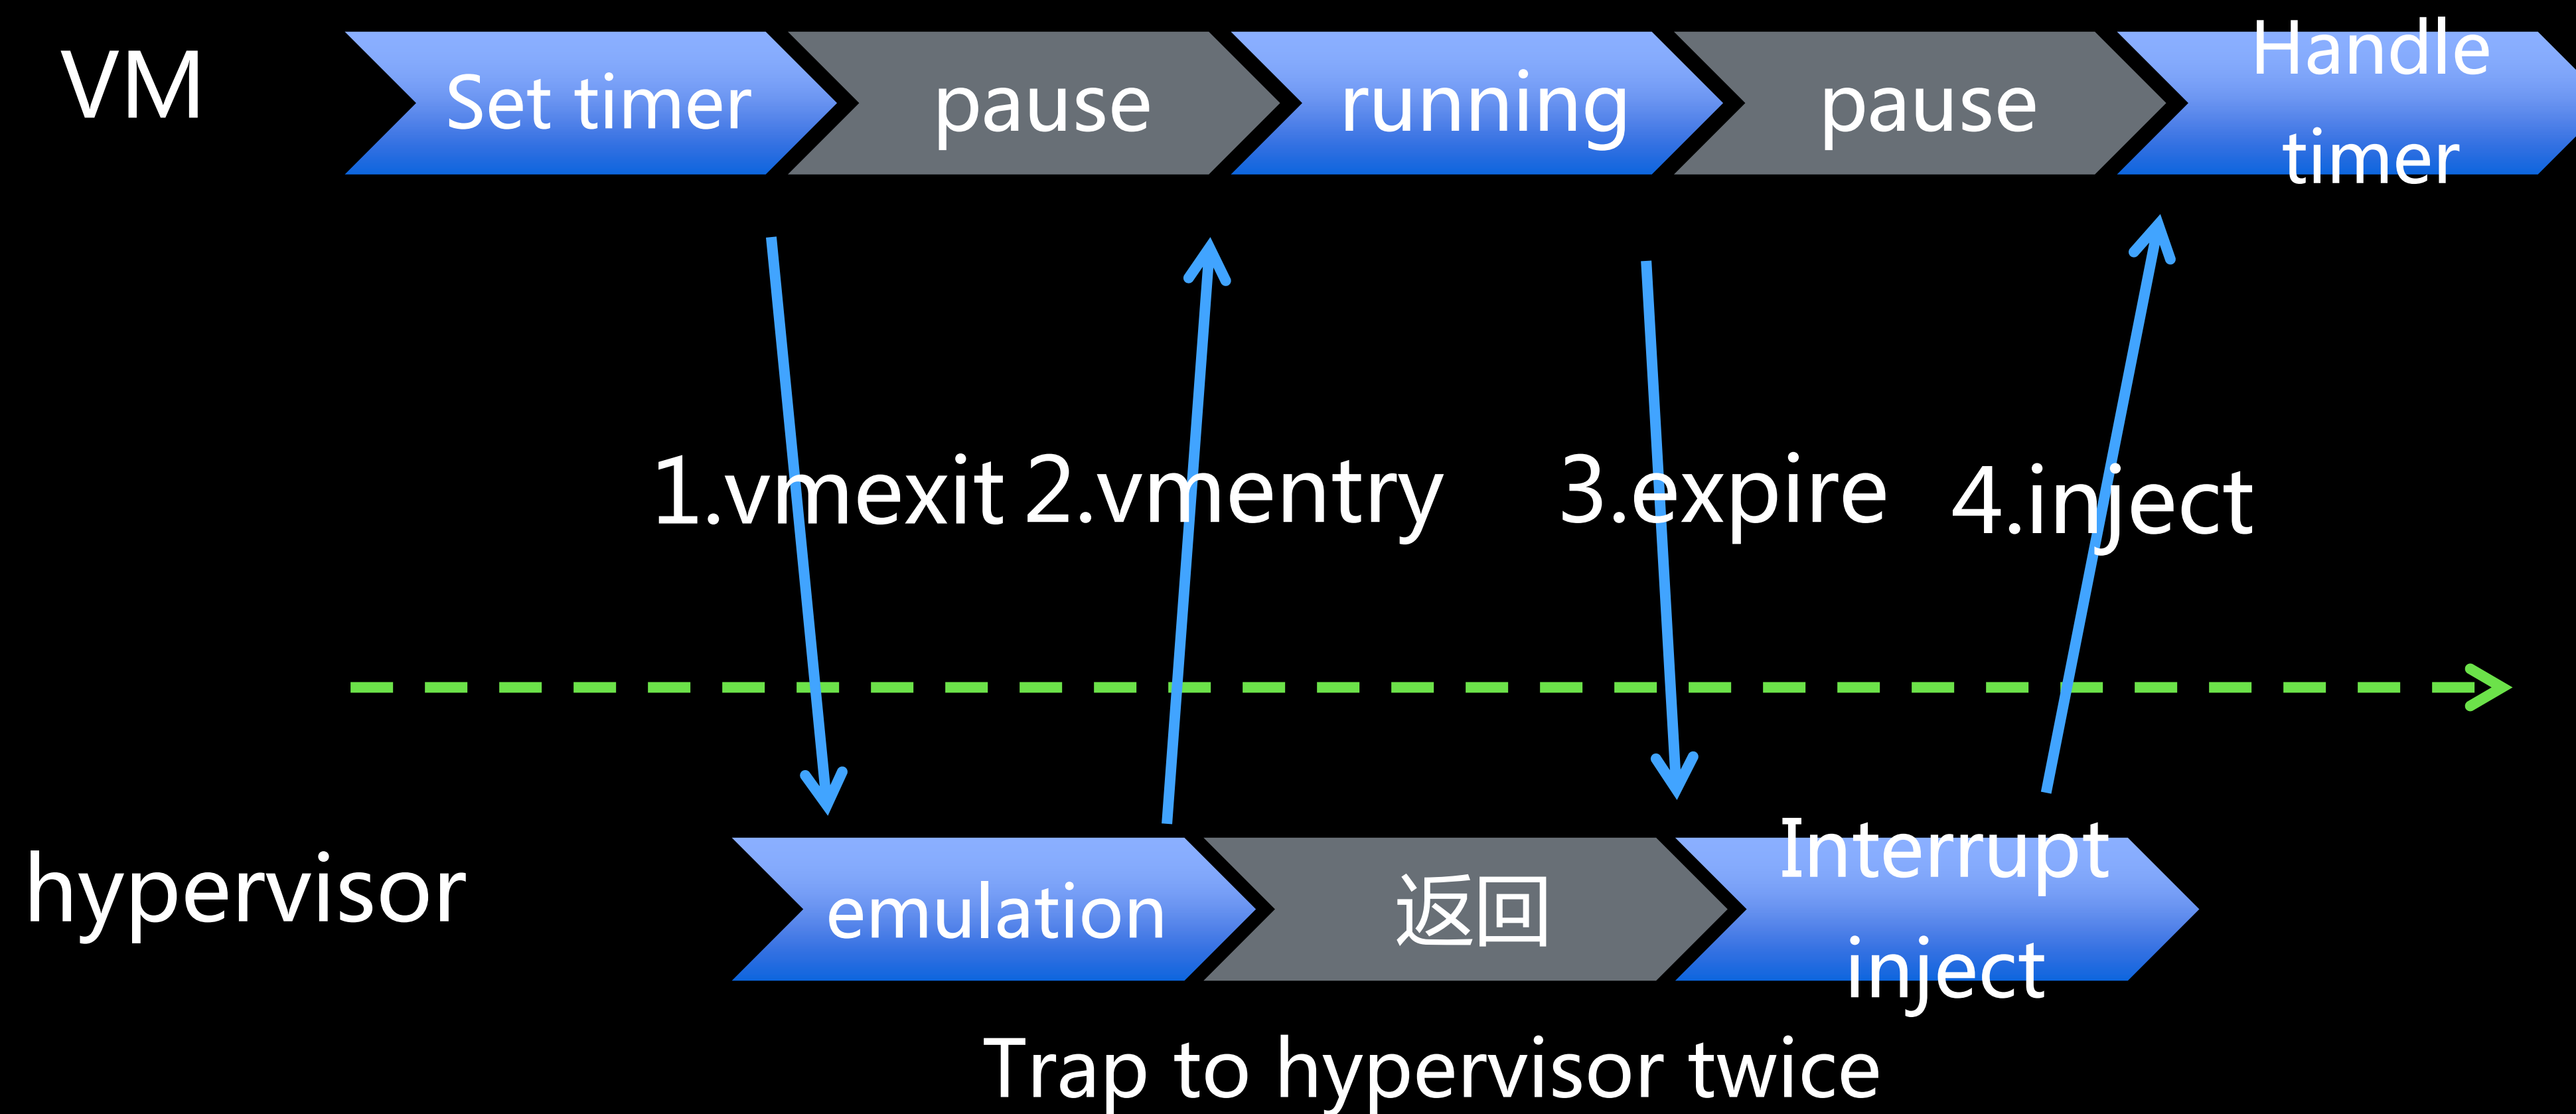 VM
Set timer
pause
running
pause
Handle
timer
1.vmexit
2.vmentry
3.expire
4.inject
hypervisor
emulation
返回
Interrupt
inject
Trap to hypervisor twice